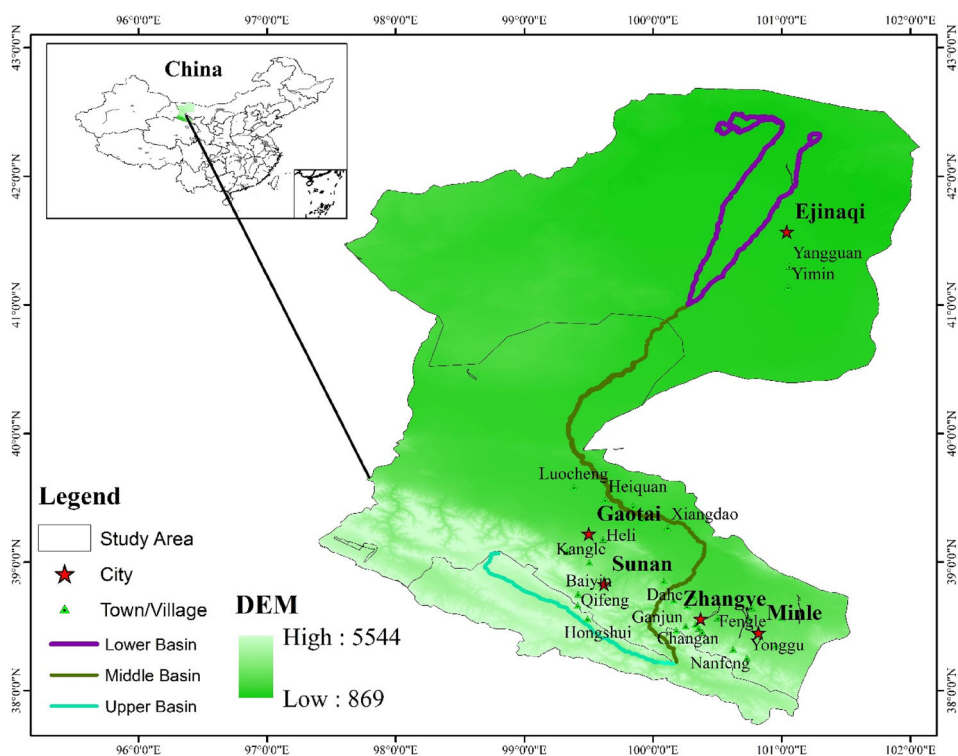 96°0'0"E 97°0'0"E 98°0'0"E 99°0'0"E 100°0'0"E 101°0'0"E 102°0'0"E
43°0'0"N
43°0'0"N
China
42°0'0"N
42°0'0"N
Ejinaqi
Yangguan
Yimin
41°0'0"N
41°0'0"N
40°0'0"N
40°0'0"N
Luocheng
Heiquan
Gaotai
Xiangdao
Heli
Kanglc
39°0'0"N
39°0'0"N
Sunan
Baiyin
Qifeng
Dahc
Zhangye
Minle
Ganjun
Fengle
Hongshui
Changan
Yonggu
Nanfeng
38°0'0"N
38°0'0"N
Legend
Study Area
City
Town/Village
Lower Basin
Middle Basin
Upper Basin
DEM
High : 5544
Low : 869
96°0'0"E 97°0'0"E 98°0'0"E 99°0'0"E 100°0'0"E 101°0'0"E 102°0'0"E